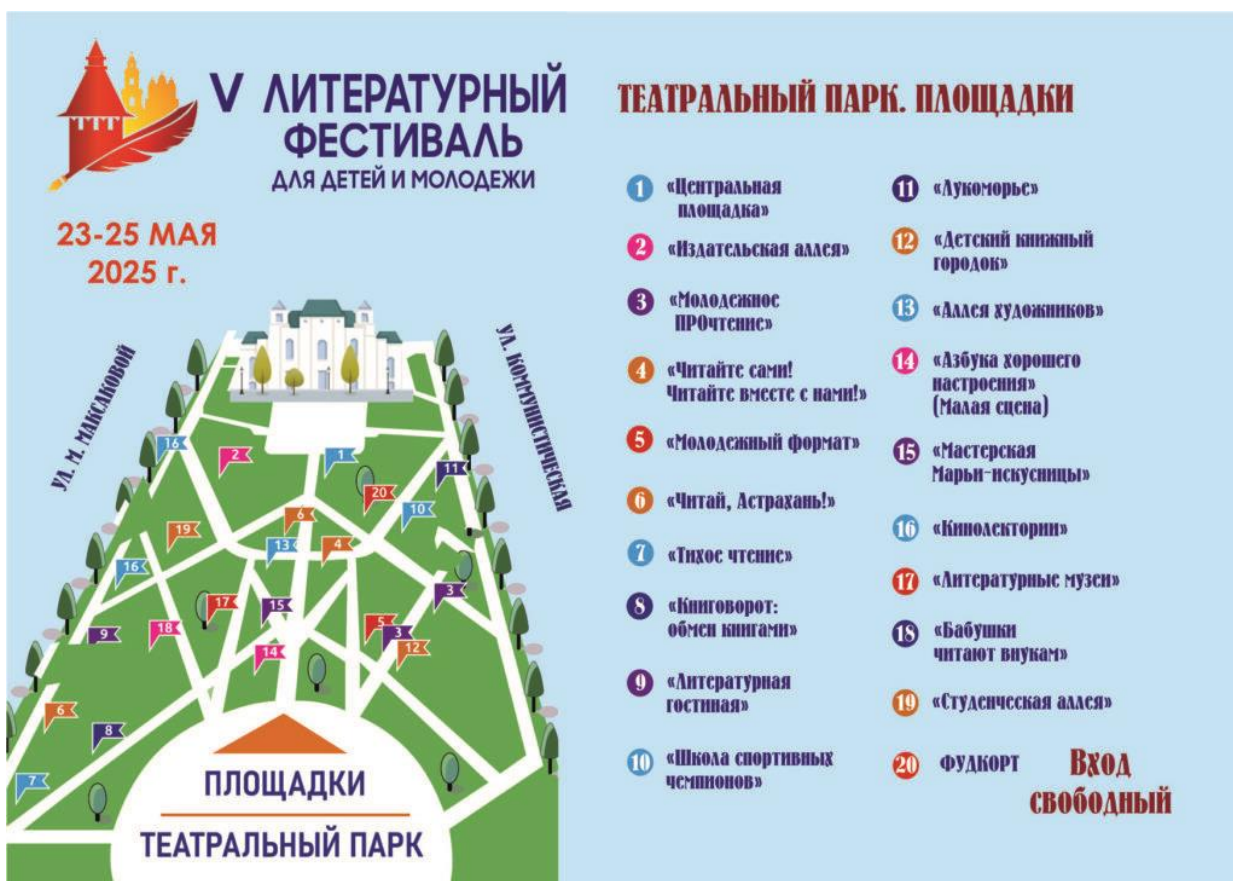 V ЛИТЕРАТУРНЫЙ
ФЕСТИВАЛЬ
ДЛЯ ДЕТЕЙ И МОЛОДЕЖИ
23-25 МАЯ
2025 г.
УЛ. М. МАКСАКОВОЙ
УЛ. КОММУНИСТИЧЕСКАЯ
16
2
1
11
20
10
19
6
13
4
16
3
17
15
5
3
9
18
12
14
6
8
7
ПЛОЩАДКИ
ТЕАТРАЛЬНЫЙ ПАРК
ТЕАТРАЛЬНЫЙ ПАРК. ПЛОЩАДКИ
1 «Центральная
площадка»
2 «Издательская аллея»
3 «Молодежное
ПРОчтение»
4 «Читайте сами!
Читайте вместе с нами!»
5 «Молодежный формат»
6 «Читай, Астрахань!»
7 «Тихое чтение»
8 «Книговорот:
обмен книгами»
9 «Литературная
гостиная»
10 «Школа спортивных
чемпионов»
11 «Лукоморье»
12 «Детский книжный
городок»
13 «Аллея художников»
14 «Азбука хорошего
настроения»
(Малая сцена)
15 «Мастерская
Марьи-искусницы»
16 «Кинолектории»
17 «Литературные музеи»
18 «Бабушки
читают внукам»
19 «Студенческая аллея»
20 ФУДКОРТ
Вход
свободный